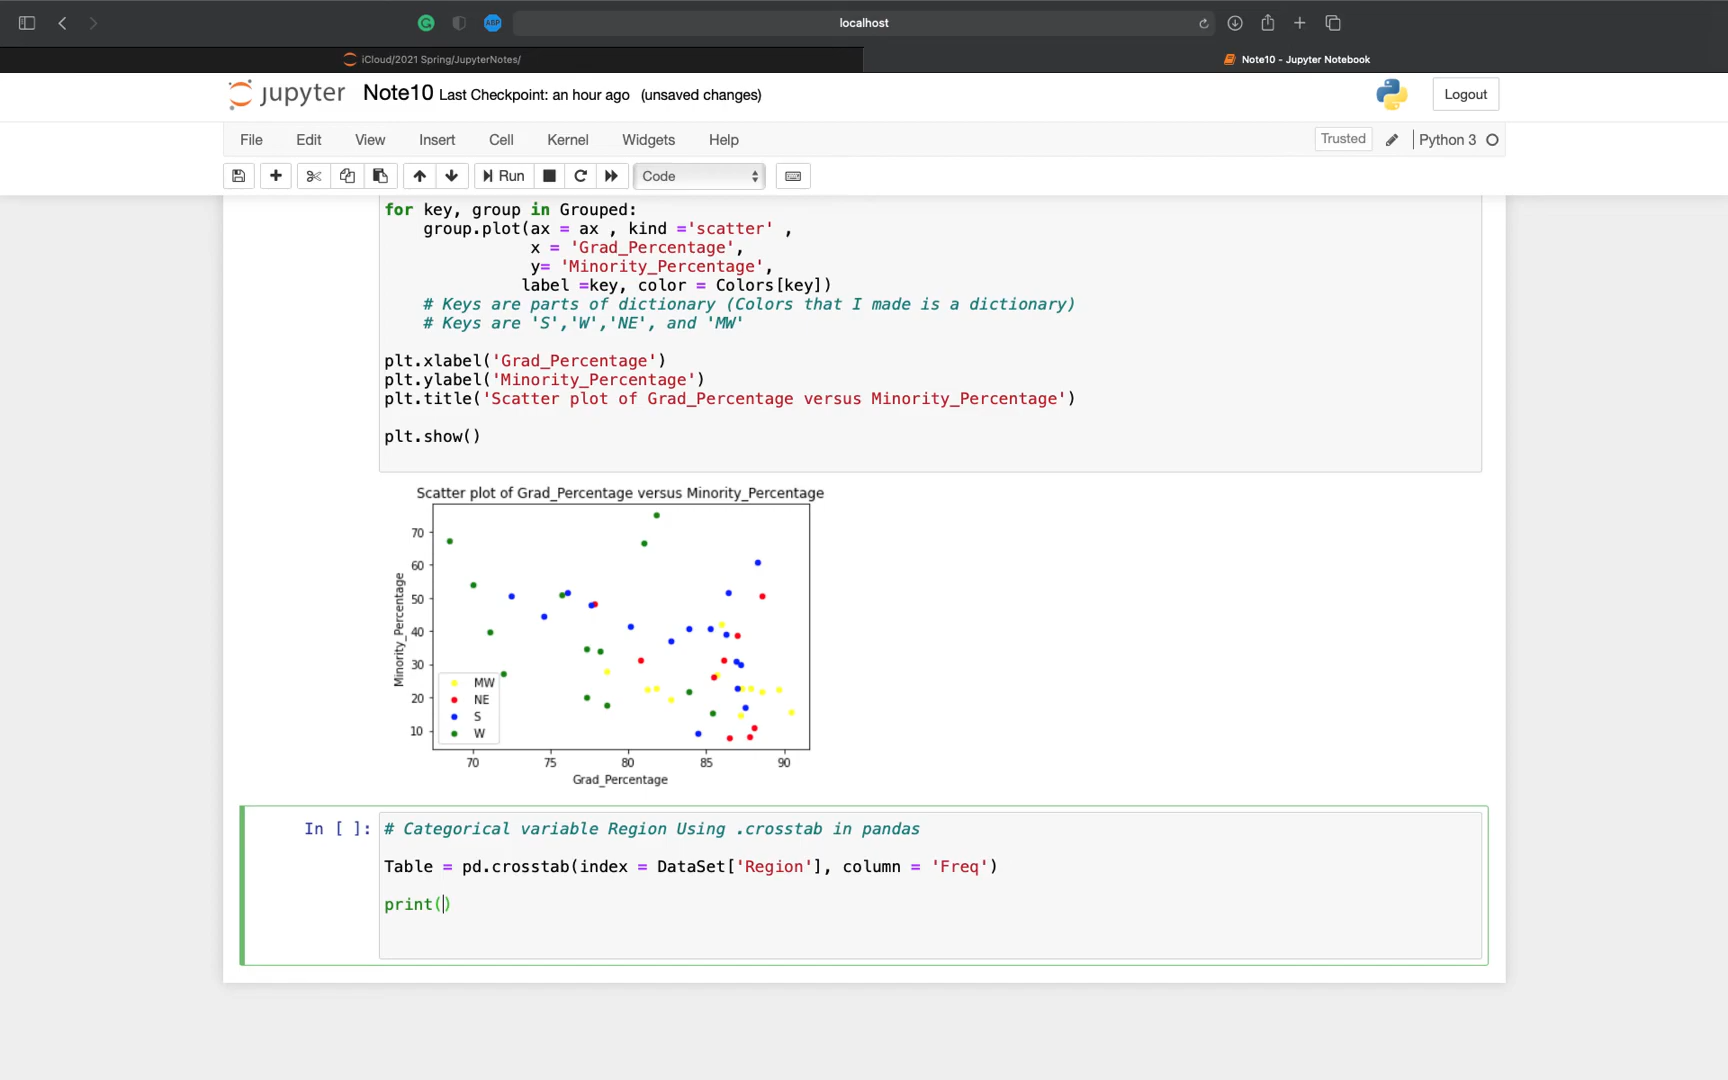 localhost
iCloud/2021 Spring/JupyterNotes/
Note10 - Jupyter Notebook
jupyter Note10 Last Checkpoint: an hour ago (unsaved changes)
Logout
File Edit View Insert Cell Kernel Widgets Help
Trusted Python 3
Run Code
for key, group in Grouped:
group.plot(ax = ax , kind ='scatter' ,
x = 'Grad_Percentage',
y= 'Minority_Percentage',
label =key, color = Colors[key])
# Keys are parts of dictionary (Colors that I made is a dictionary)
# Keys are 'S','W','NE', and 'MW'
plt.xlabel('Grad_Percentage')
plt.ylabel('Minority_Percentage')
plt.title('Scatter plot of Grad_Percentage versus Minority_Percentage')
plt.show()
Scatter plot of Grad_Percentage versus Minority_Percentage
70
60
50
40
30
20
10
Minority_Percentage
MW
NE
S
W
70 75 80 85 90
Grad_Percentage
In [ ]: # Categorical variable Region Using .crosstab in pandas
Table = pd.crosstab(index = DataSet['Region'], column = 'Freq')
print()
ABP